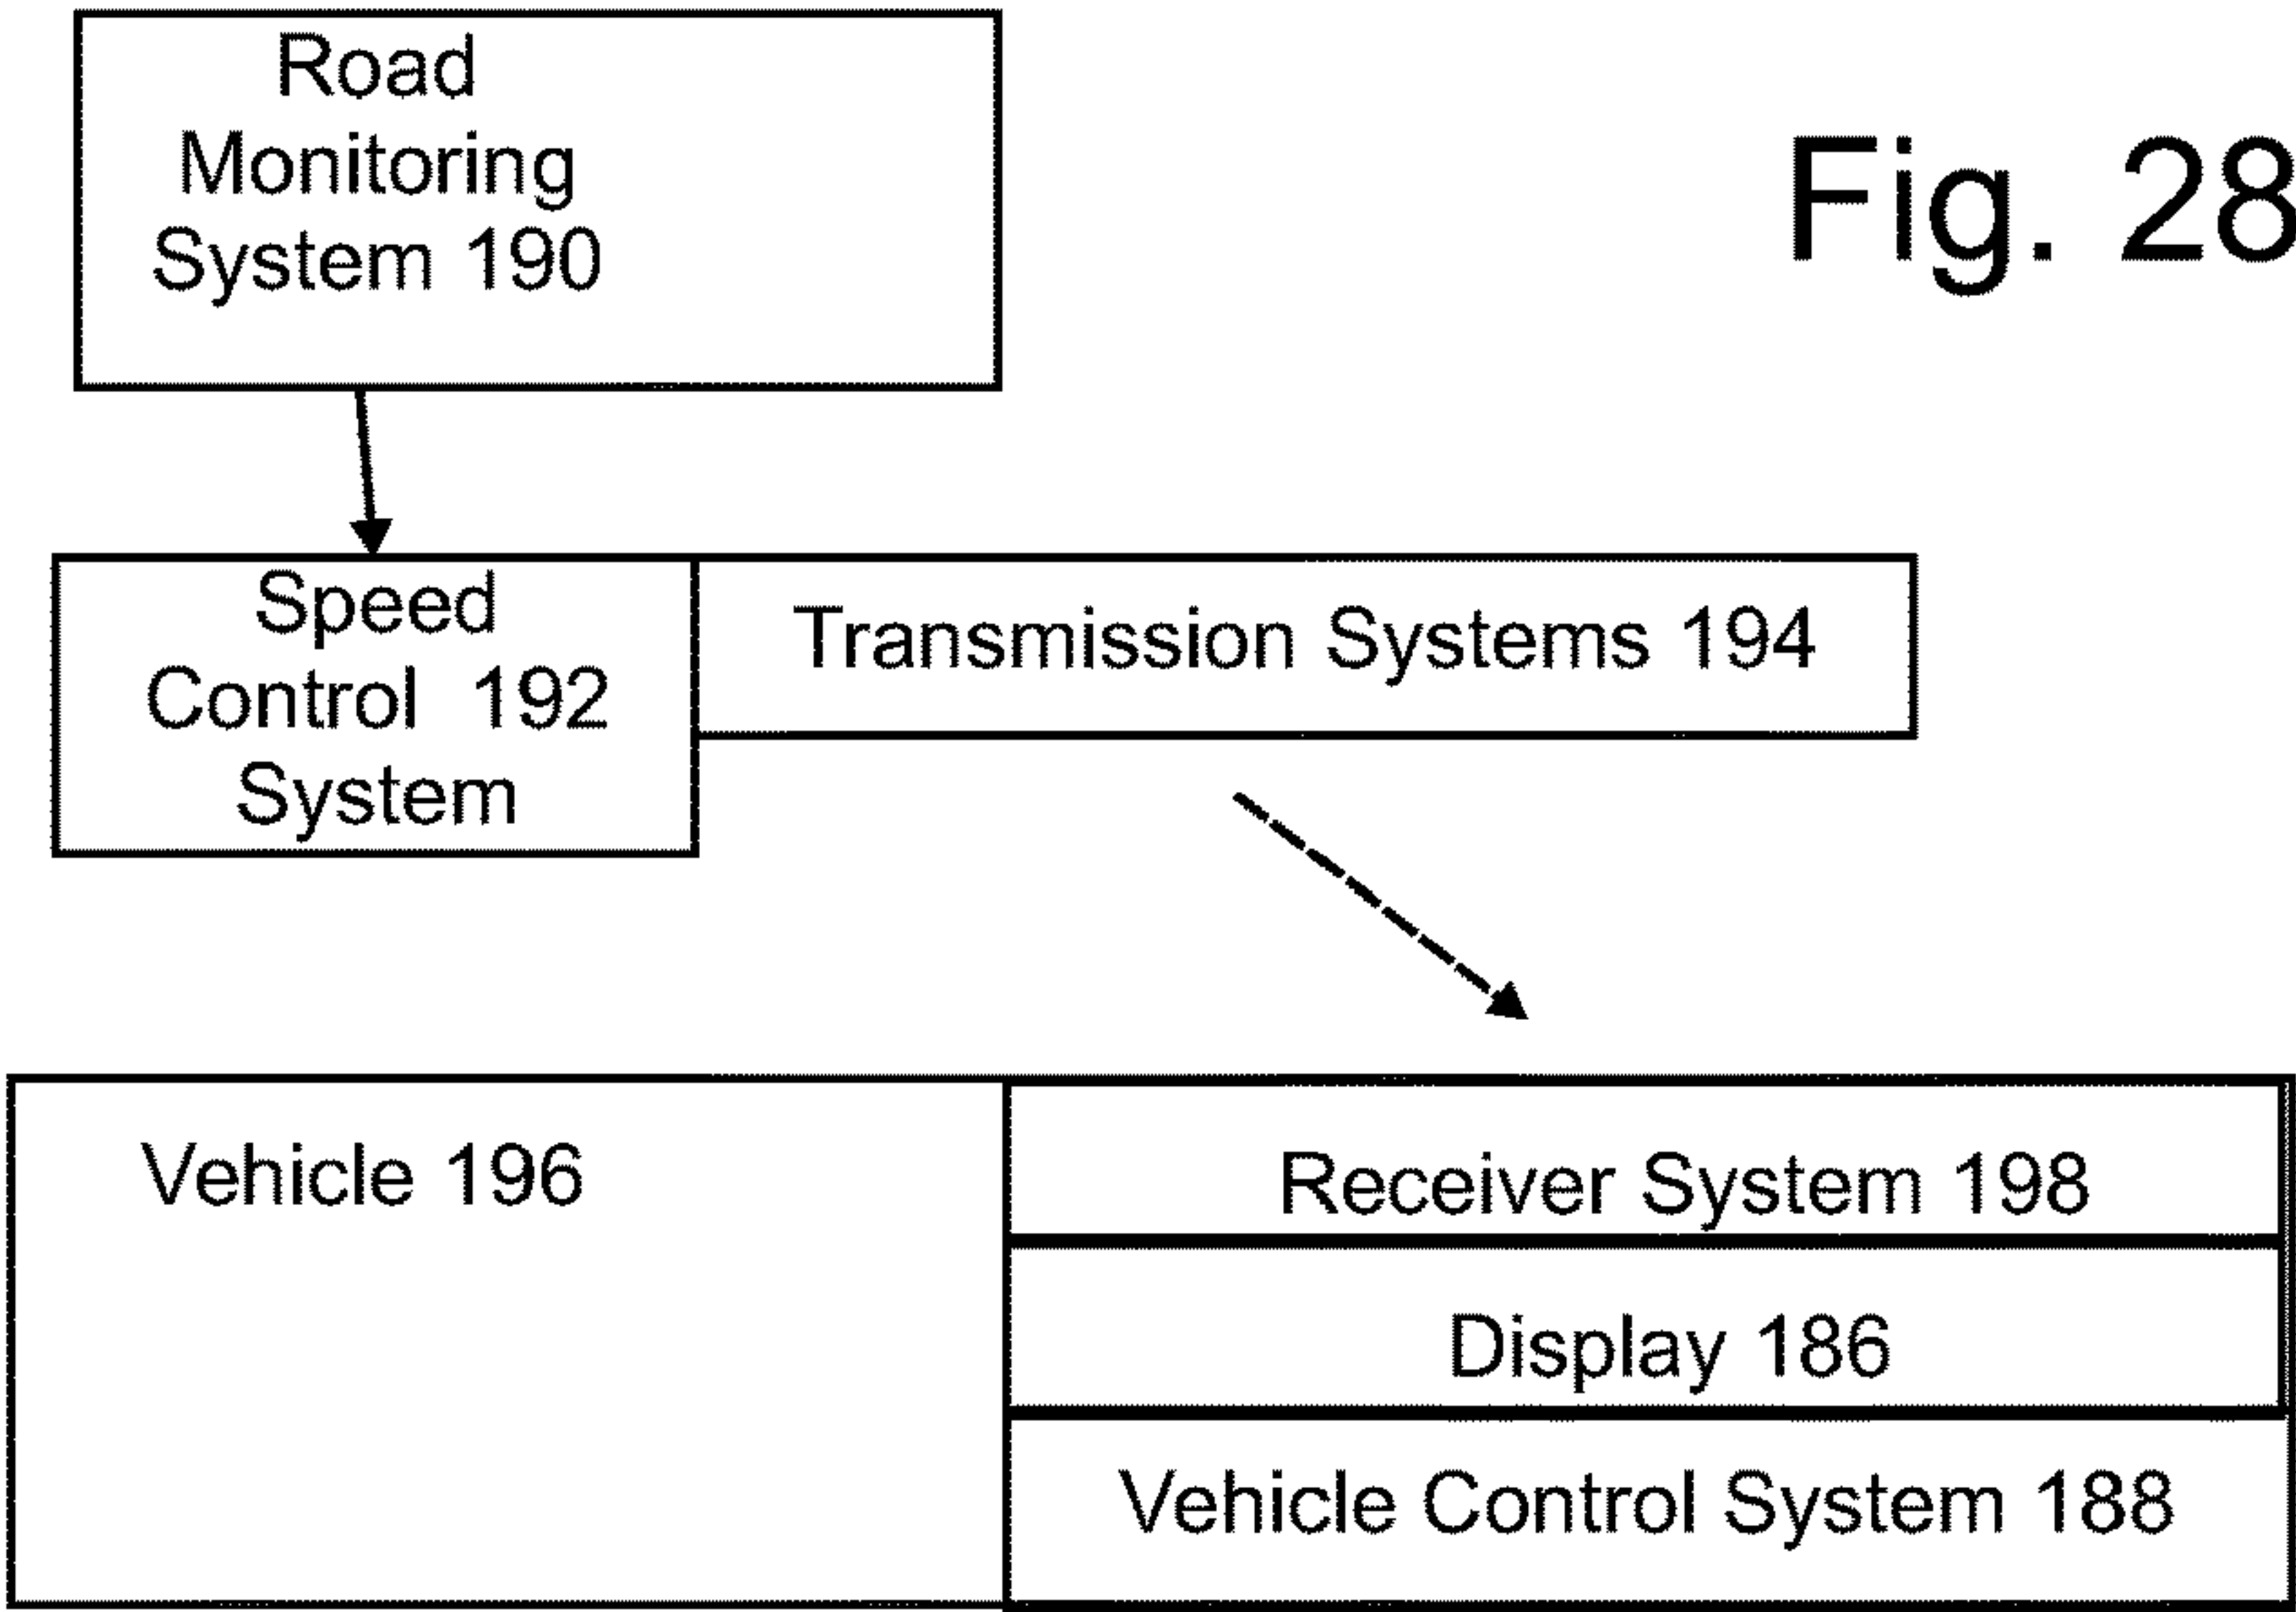 Road
Monitoring
System 190
Fig. 28
Speed
Control 192
System
Transmission Systems 194
Vehicle 196
Receiver System 198
Display 186
Vehicle Control System 188